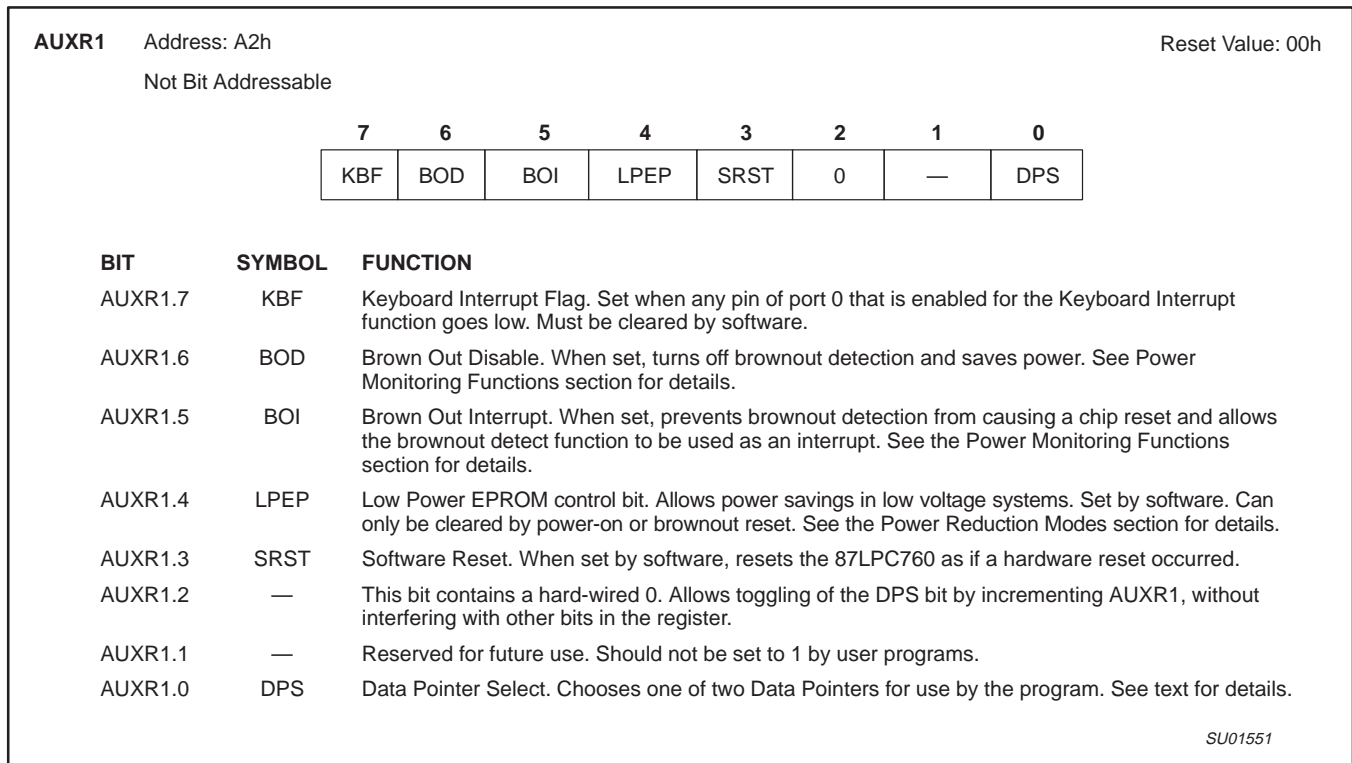 AUXR1 Address: A2h Reset Value: 00h
Not Bit Addressable
7 6 5 4 3 2 1 0
KBF BOD BOI LPEP SRST 0 — DPS
BIT SYMBOL FUNCTION
AUXR1.7 KBF Keyboard Interrupt Flag. Set when any pin of port 0 that is enabled for the Keyboard Interrupt
function goes low. Must be cleared by software.
AUXR1.6 BOD Brown Out Disable. When set, turns off brownout detection and saves power. See Power
Monitoring Functions section for details.
AUXR1.5 BOI Brown Out Interrupt. When set, prevents brownout detection from causing a chip reset and allows
the brownout detect function to be used as an interrupt. See the Power Monitoring Functions
section for details.
AUXR1.4 LPEP Low Power EPROM control bit. Allows power savings in low voltage systems. Set by software. Can
only be cleared by power-on or brownout reset. See the Power Reduction Modes section for details.
AUXR1.3 SRST Software Reset. When set by software, resets the 87LPC760 as if a hardware reset occurred.
AUXR1.2 — This bit contains a hard-wired 0. Allows toggling of the DPS bit by incrementing AUXR1, without
interfering with other bits in the register.
AUXR1.1 — Reserved for future use. Should not be set to 1 by user programs.
AUXR1.0 DPS Data Pointer Select. Chooses one of two Data Pointers for use by the program. See text for details.
SU01551